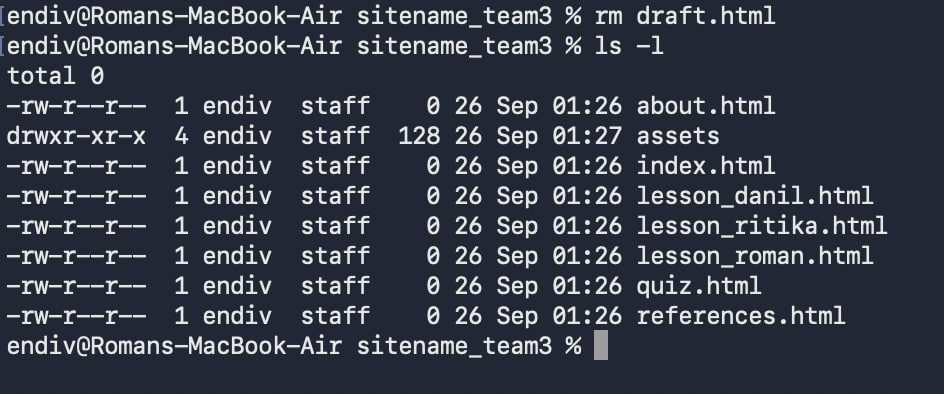 [endiv@Romans-MacBook-Air sitename_team3 % rm draft.html
[endiv@Romans-MacBook-Air sitename_team3 % ls -l
total 0
-rw-r--r--  1 endiv  staff    0 26 Sep 01:26 about.html
drwxr-xr-x  4 endiv  staff  128 26 Sep 01:27 assets
-rw-r--r--  1 endiv  staff    0 26 Sep 01:26 index.html
-rw-r--r--  1 endiv  staff    0 26 Sep 01:26 lesson_danil.html
-rw-r--r--  1 endiv  staff    0 26 Sep 01:26 lesson_ritika.html
-rw-r--r--  1 endiv  staff    0 26 Sep 01:26 lesson_roman.html
-rw-r--r--  1 endiv  staff    0 26 Sep 01:26 quiz.html
-rw-r--r--  1 endiv  staff    0 26 Sep 01:26 references.html
endiv@Romans-MacBook-Air sitename_team3 %